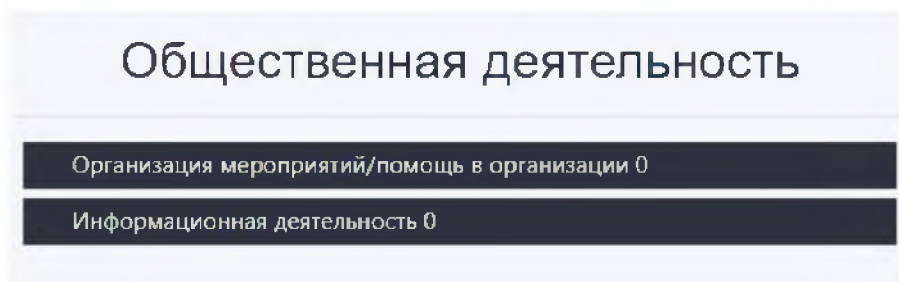 Общественная деятельность
Организация мероприятий/помощь в организации 0
Информационная деятельность 0